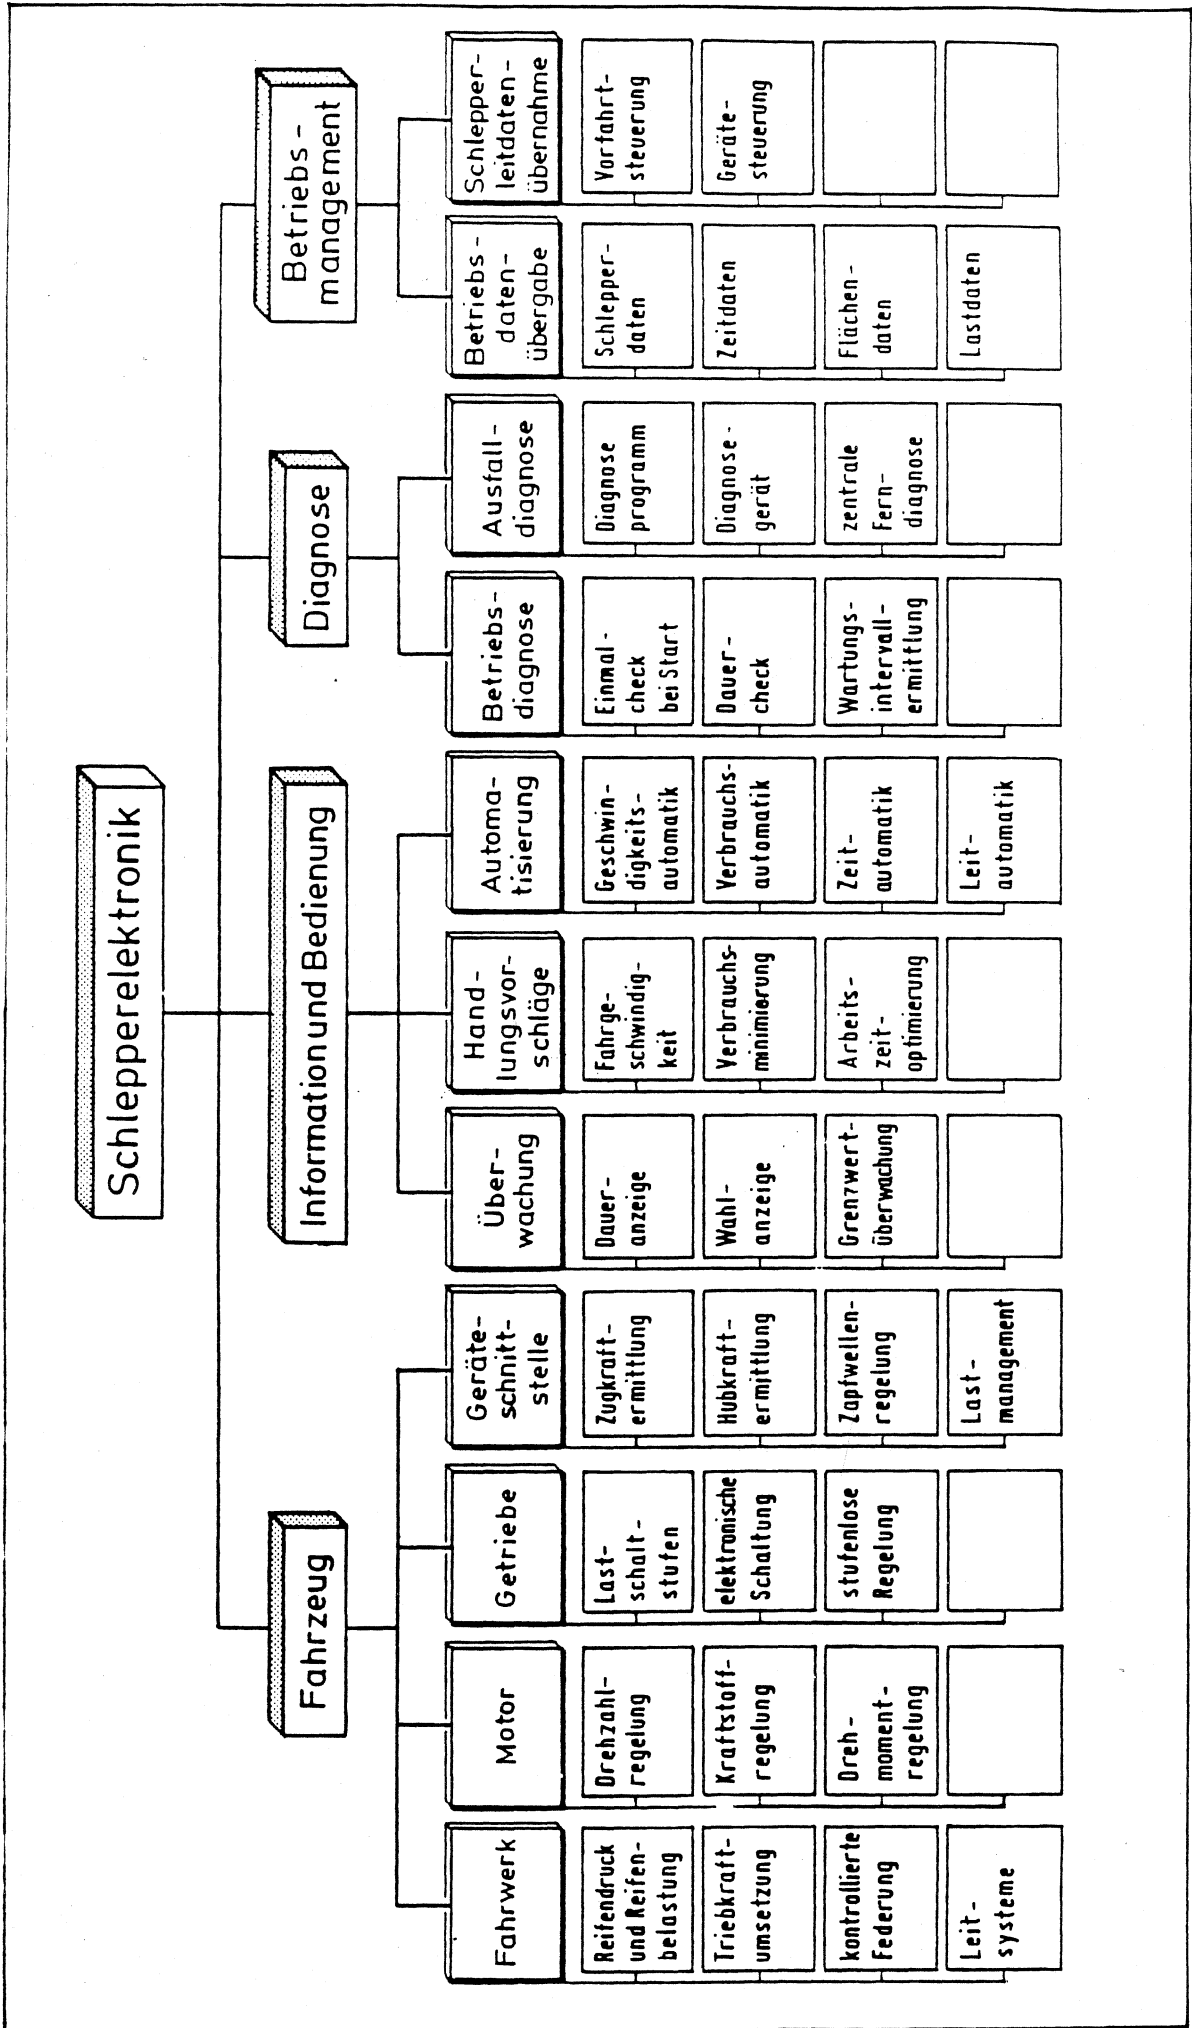 Schlepperelektronik
Fahrzeug
Information und Bedienung
Diagnose
Betriebs-
management
Fahrwerk
Reifendruck
und Reifen-
belastung
Triebkraft-
umsetzung
kontrollierte
Federung
Leit-
systeme
Motor
Drehzahl-
regelung
Kraftstoff-
regelung
Dreh-
moment-
regelung
Getriebe
Last-
schalt-
stufen
elektronische
Schaltung
stufenlose
Regelung
Geräte-
schnitt-
stelle
Zugkraft-
ermittlung
Hubkraft-
ermittlung
Zapfwellen-
regelung
Last-
management
Über-
wachung
Dauer-
anzeige
Wahl-
anzeige
Grenzwert-
überwachung
Hand-
lungsvor-
schläge
Fahrge-
schwindig-
keit
Verbrauchs-
minimierung
Arbeits-
zeit-
optimierung
Automa-
tisierung
Geschwin-
digkeits-
automatik
Verbrauchs-
automatik
Zeit-
automatik
Leit-
automatik
Betriebs-
diagnose
Einmal-
check
bei Start
Dauer-
check
Wartungs-
intervall-
ermittlung
Ausfall-
diagnose
Diagnose
programm
Diagnose-
gerät
zentrale
Fern-
diagnose
Betriebs-
daten-
übergabe
Schlepper-
daten
Zeitdaten
Flächen-
daten
Lastdaten
Schlepper-
leitdaten-
übernahme
Vorfahrt-
steuerung
Geräte-
steuerung